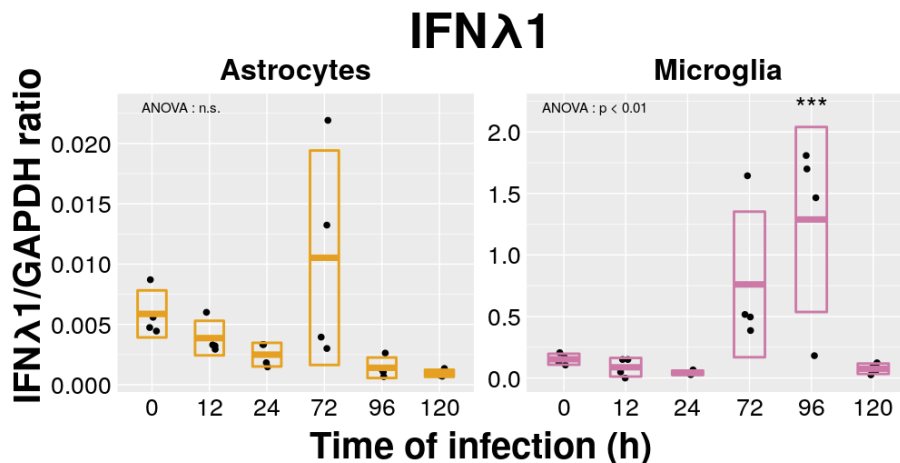 IFNλ1
Astrocytes
Microglia
IFNλ1/GAPDH ratio
ANOVA : n.s.
0.020
0.015
0.010
0.005
0.000
0 12 24 72 96 120
ANOVA : p < 0.01
***
2.0
1.5
1.0
0.5
0.0
0 12 24 72 96 120
Time of infection (h)